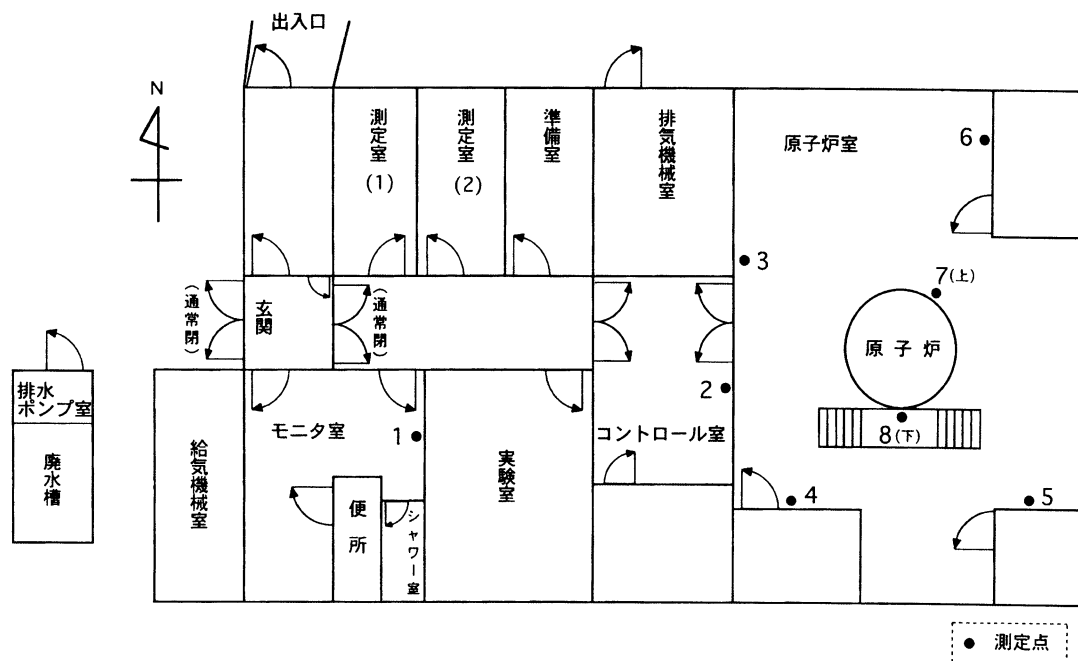 出入口
N
測定室
(1)
測定室
(2)
準備室
排気機械室
原子炉室
6
3
7(上)
(通常閉)
玄関
(通常閉)
原子炉
排水
ポンプ室
2
8(下)
モニタ室
1
コントロール室
給気機械室
実験室
廃水槽
便所
シャワー室
4
5
● 測定点